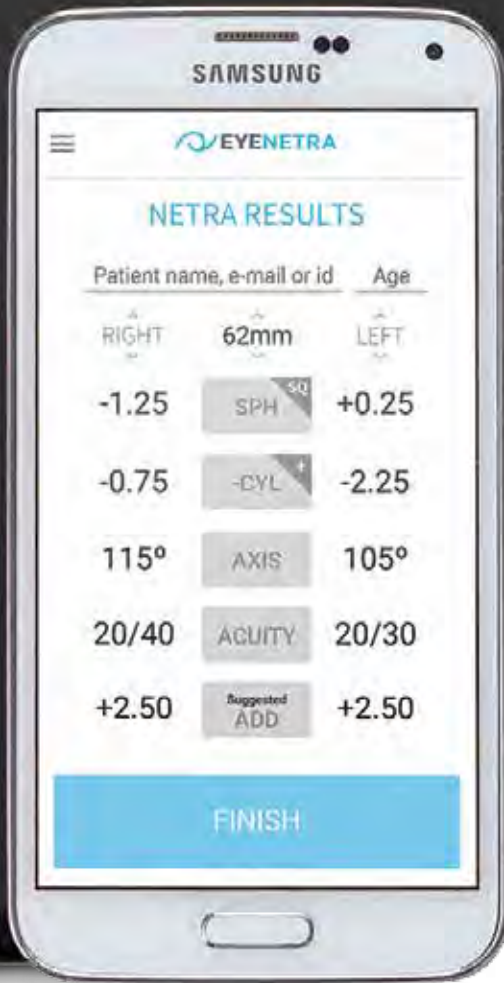 SAMSUNG
EYENETRA
NETRA RESULTS
Patient name, e-mail or id Age
RIGHT 62mm LEFT
-1.25 SPH SQ +0.25
-0.75 -CYL + -2.25
115º AXIS 105º
20/40 ACUITY 20/30
+2.50 Suggested ADD +2.50
FINISH